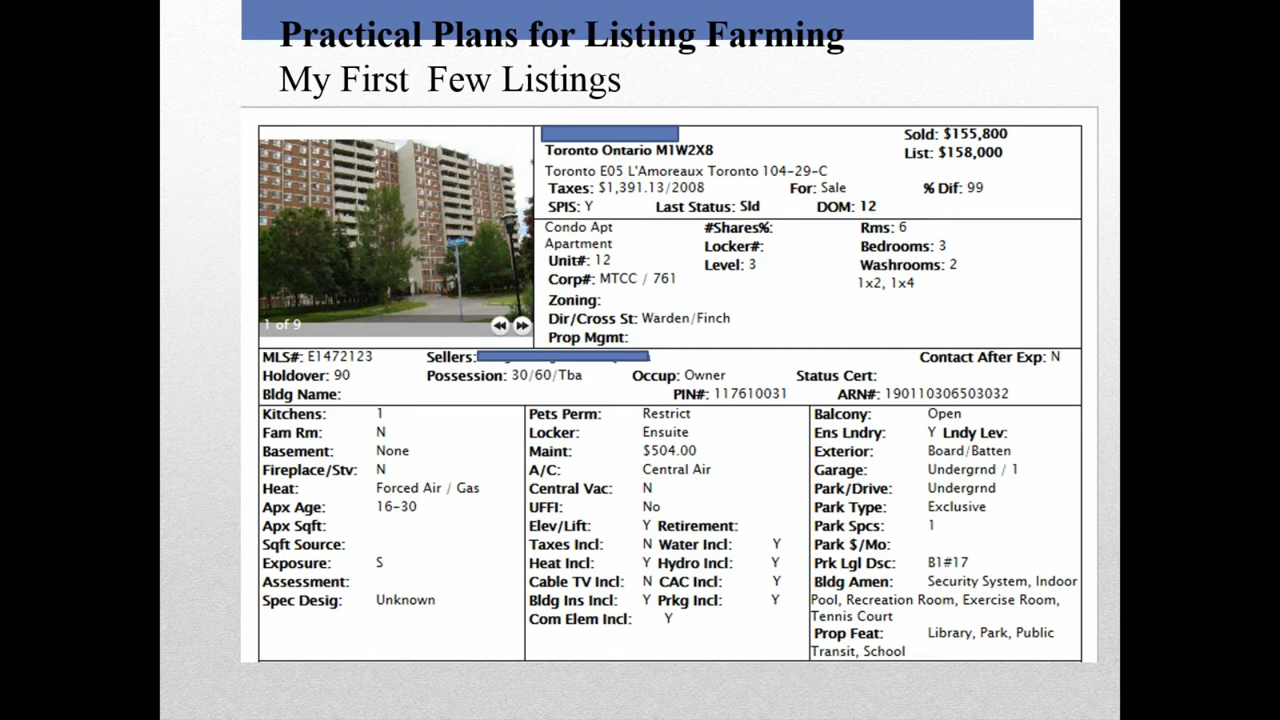 Practical Plans for Listing Farming
My First Few Listings
Sold: $155,800
Toronto Ontario M1W2X8 List: $158,000
Toronto E05 L'Amoreaux Toronto 104-29-C
Taxes: $1,391.13/2008 For: Sale % Dif: 99
SPIS: Y Last Status: Sld DOM: 12
Condo Apt #Shares%: Rms: 6
Apartment Locker#: Bedrooms: 3
Unit#: 12 Level: 3 Washrooms: 2
Corp#: MTCC / 761 1x2, 1x4
Zoning:
Dir/Cross St: Warden/Finch
Prop Mgmt:
1 of 9
MLS#: E1472123 Sellers: Contact After Exp: N
Holdover: 90 Possession: 30/60/Tba Occup: Owner Status Cert:
Bldg Name: PIN#: 117610031 ARN#: 190110306503032
Kitchens: 1
Fam Rm: N
Basement: None
Fireplace/Stv: N
Heat: Forced Air / Gas
Apx Age: 16-30
Apx Sqft:
Sqft Source:
Exposure: S
Assessment:
Spec Desig: Unknown
Pets Perm: Restrict
Locker: Ensuite
Maint: $504.00
A/C: Central Air
Central Vac: N
UFFI: No
Elev/Lift: Y Retirement:
Taxes Incl: N Water Incl: Y
Heat Incl: Y Hydro Incl: Y
Cable TV Incl: N CAC Incl: Y
Bldg Ins Incl: Y Prkg Incl: Y
Com Elem Incl: Y
Balcony: Open
Ens Lndry: Y Lndy Lev:
Exterior: Board/Batten
Garage: Undergrnd / 1
Park/Drive: Undergrnd
Park Type: Exclusive
Park Spcs: 1
Park $/Mo:
Prk Lgl Dsc: B1#17
Bldg Amen: Security System, Indoor
Pool, Recreation Room, Exercise Room,
Tennis Court
Prop Feat: Library, Park, Public
Transit, School